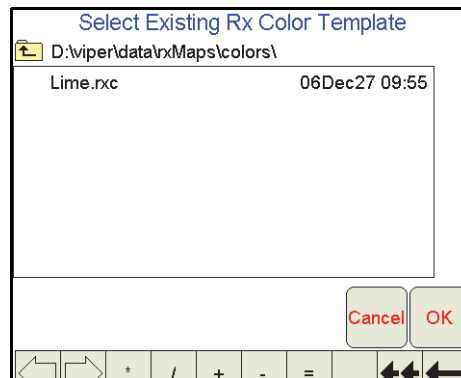 Select Existing Rx Color Template
D:\viper\data\rxMaps\colors\
Lime.rxc 06Dec27 09:55
Cancel OK
* / + - =